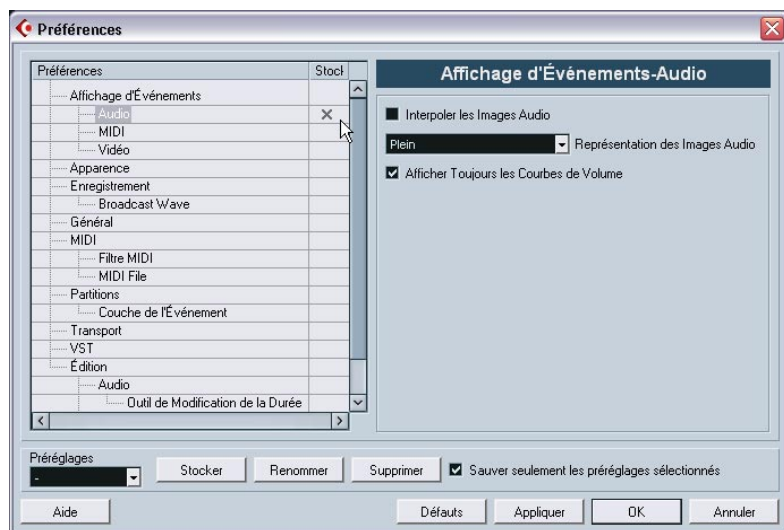 Préférences
Préférences Stock
Affichage d'Événements
Audio
MIDI
Vidéo
Apparence
Enregistrement
Broadcast Wave
Général
MIDI
Filtre MIDI
MIDI File
Partitions
Couche de l'Événement
Transport
VST
Édition
Audio
Outil de Modification de la Durée
Affichage d'Événements-Audio
Interpoler les Images Audio
Plein Représentation des Images Audio
Afficher Toujours les Courbes de Volume
Préréglages
-
Stocker Renommer Supprimer Sauver seulement les préréglages sélectionnés
Aide Défauts Appliquer OK Annuler